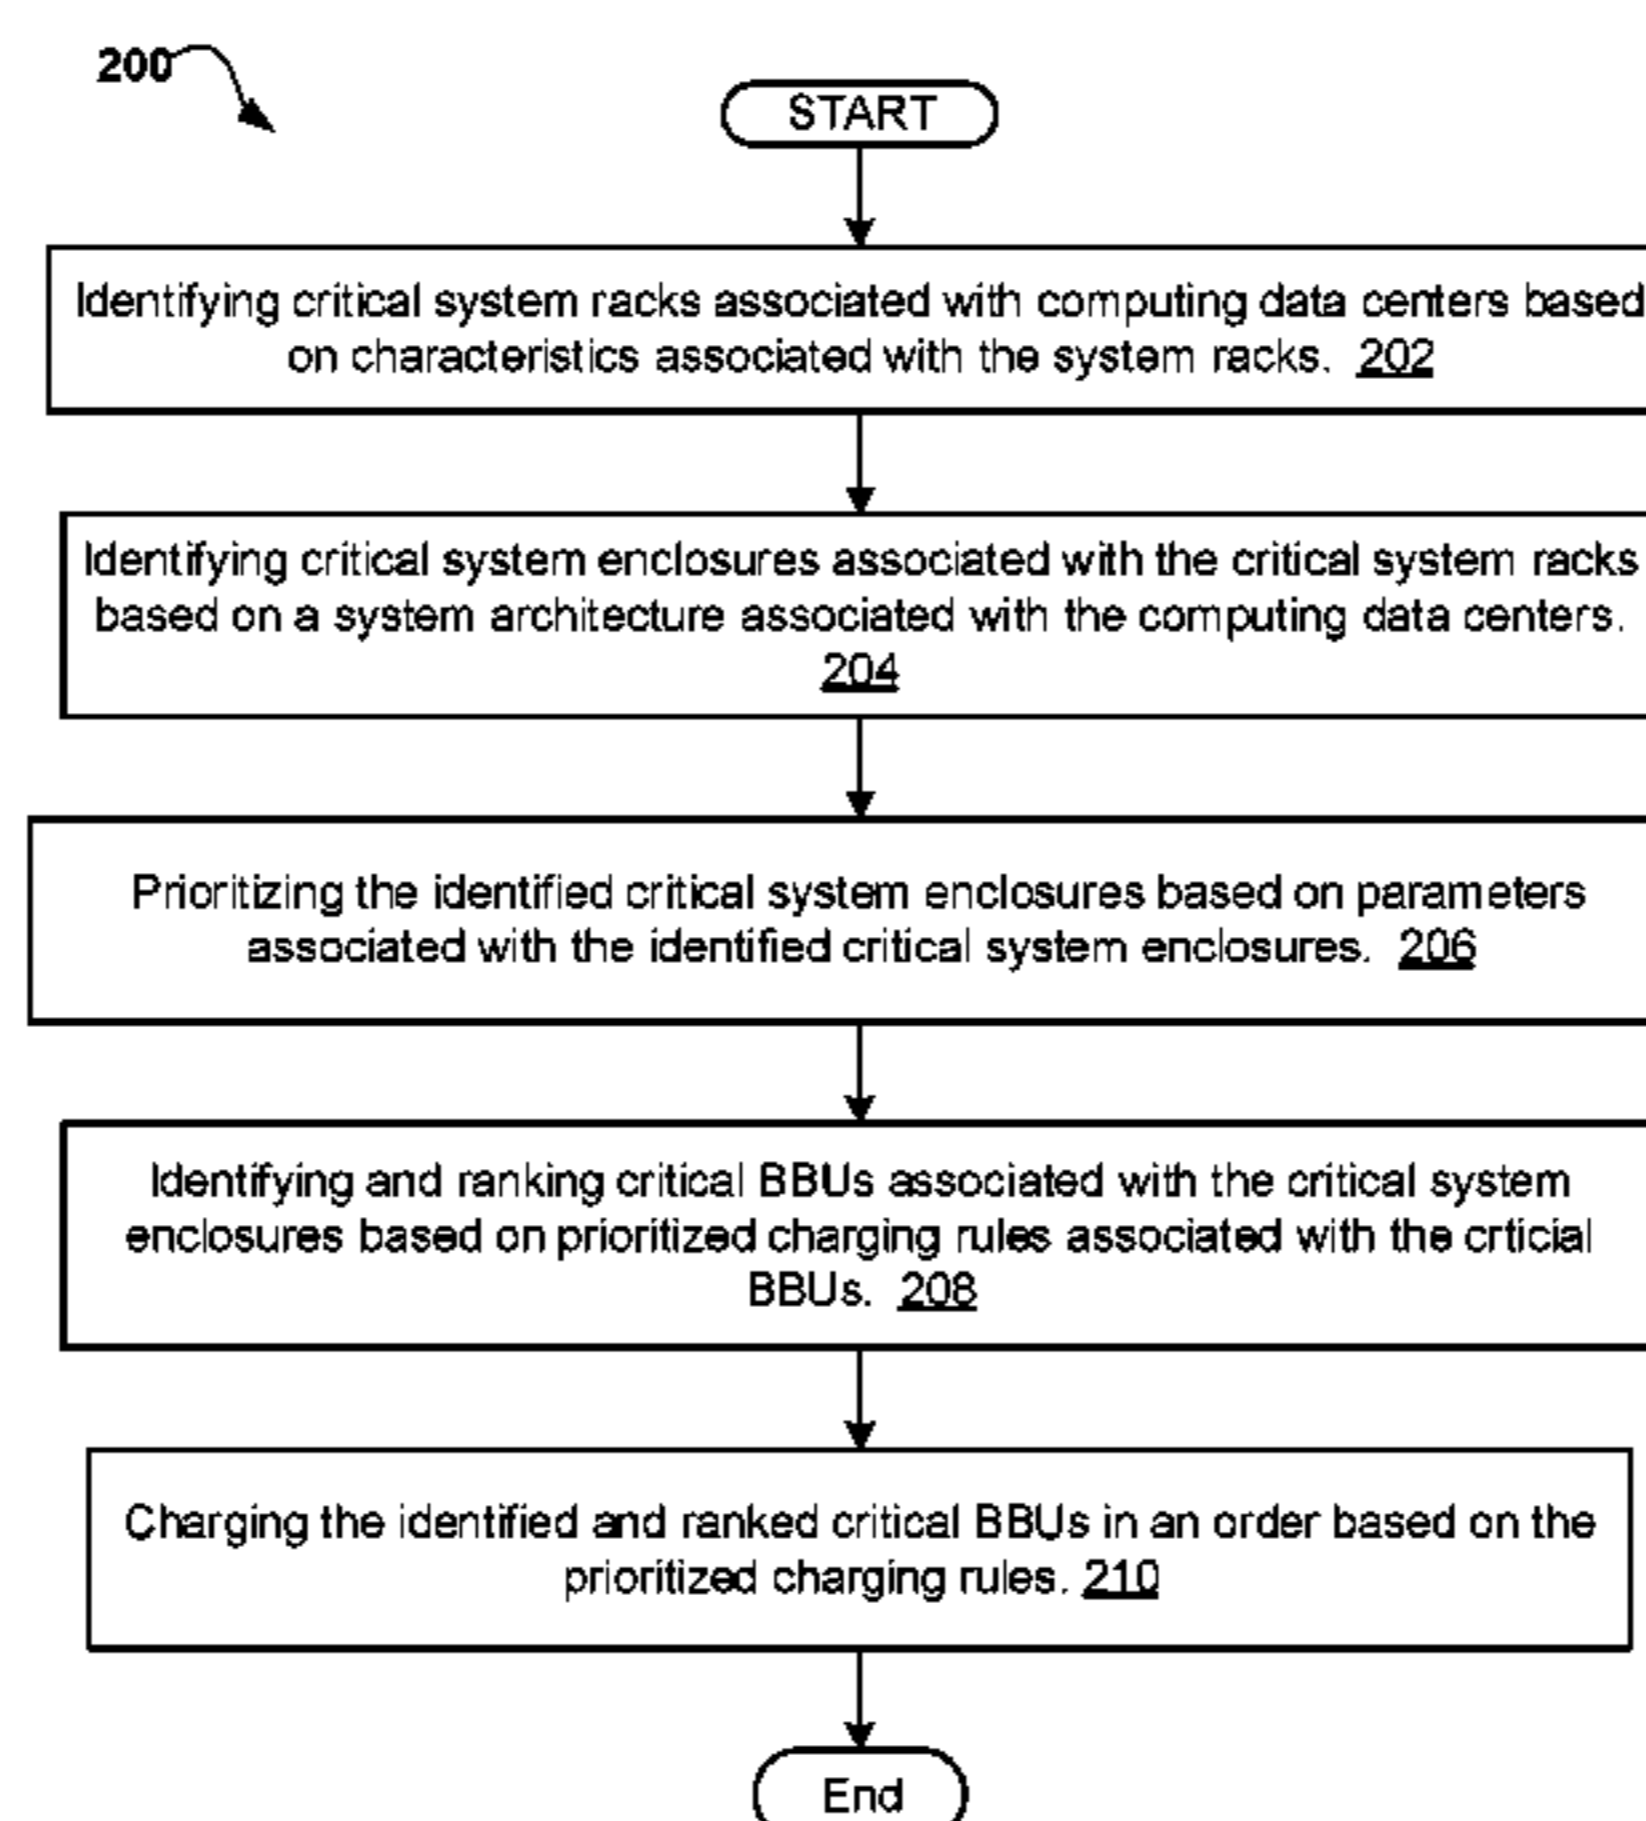 200
START
Identifying critical system racks associated with computing data centers based
on characteristics associated with the system racks. 202
Identifying critical system enclosures associated with the critical system racks
based on a system architecture associated with the computing data centers.
204
Prioritizing the identified critical system enclosures based on parameters
associated with the identified critical system enclosures. 206
Identifying and ranking critical BBUs associated with the critical system
enclosures based on prioritized charging rules associated with the crticial
BBUs. 208
Charging the identified and ranked critical BBUs in an order based on the
prioritized charging rules. 210
End